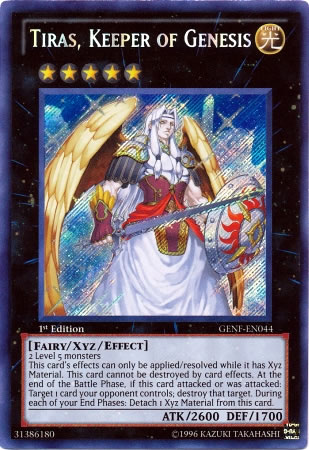 TIRAS, KEEPER OF GENESIS
LIGHT
光
1st Edition
GENF-EN044
[FAIRY/XYZ/EFFECT]
2 Level 5 monsters
This card's effects can only be applied/resolved while it has Xyz
Material. This card cannot be destroyed by card effects. At the
end of the Battle Phase, if this card attacked or was attacked:
Target 1 card your opponent controls; destroy that target. During
each of your End Phases: Detach 1 Xyz Material from this card.
ATK/2600 DEF/1700
31386180
©1996 KAZUKI TAKAHASHI